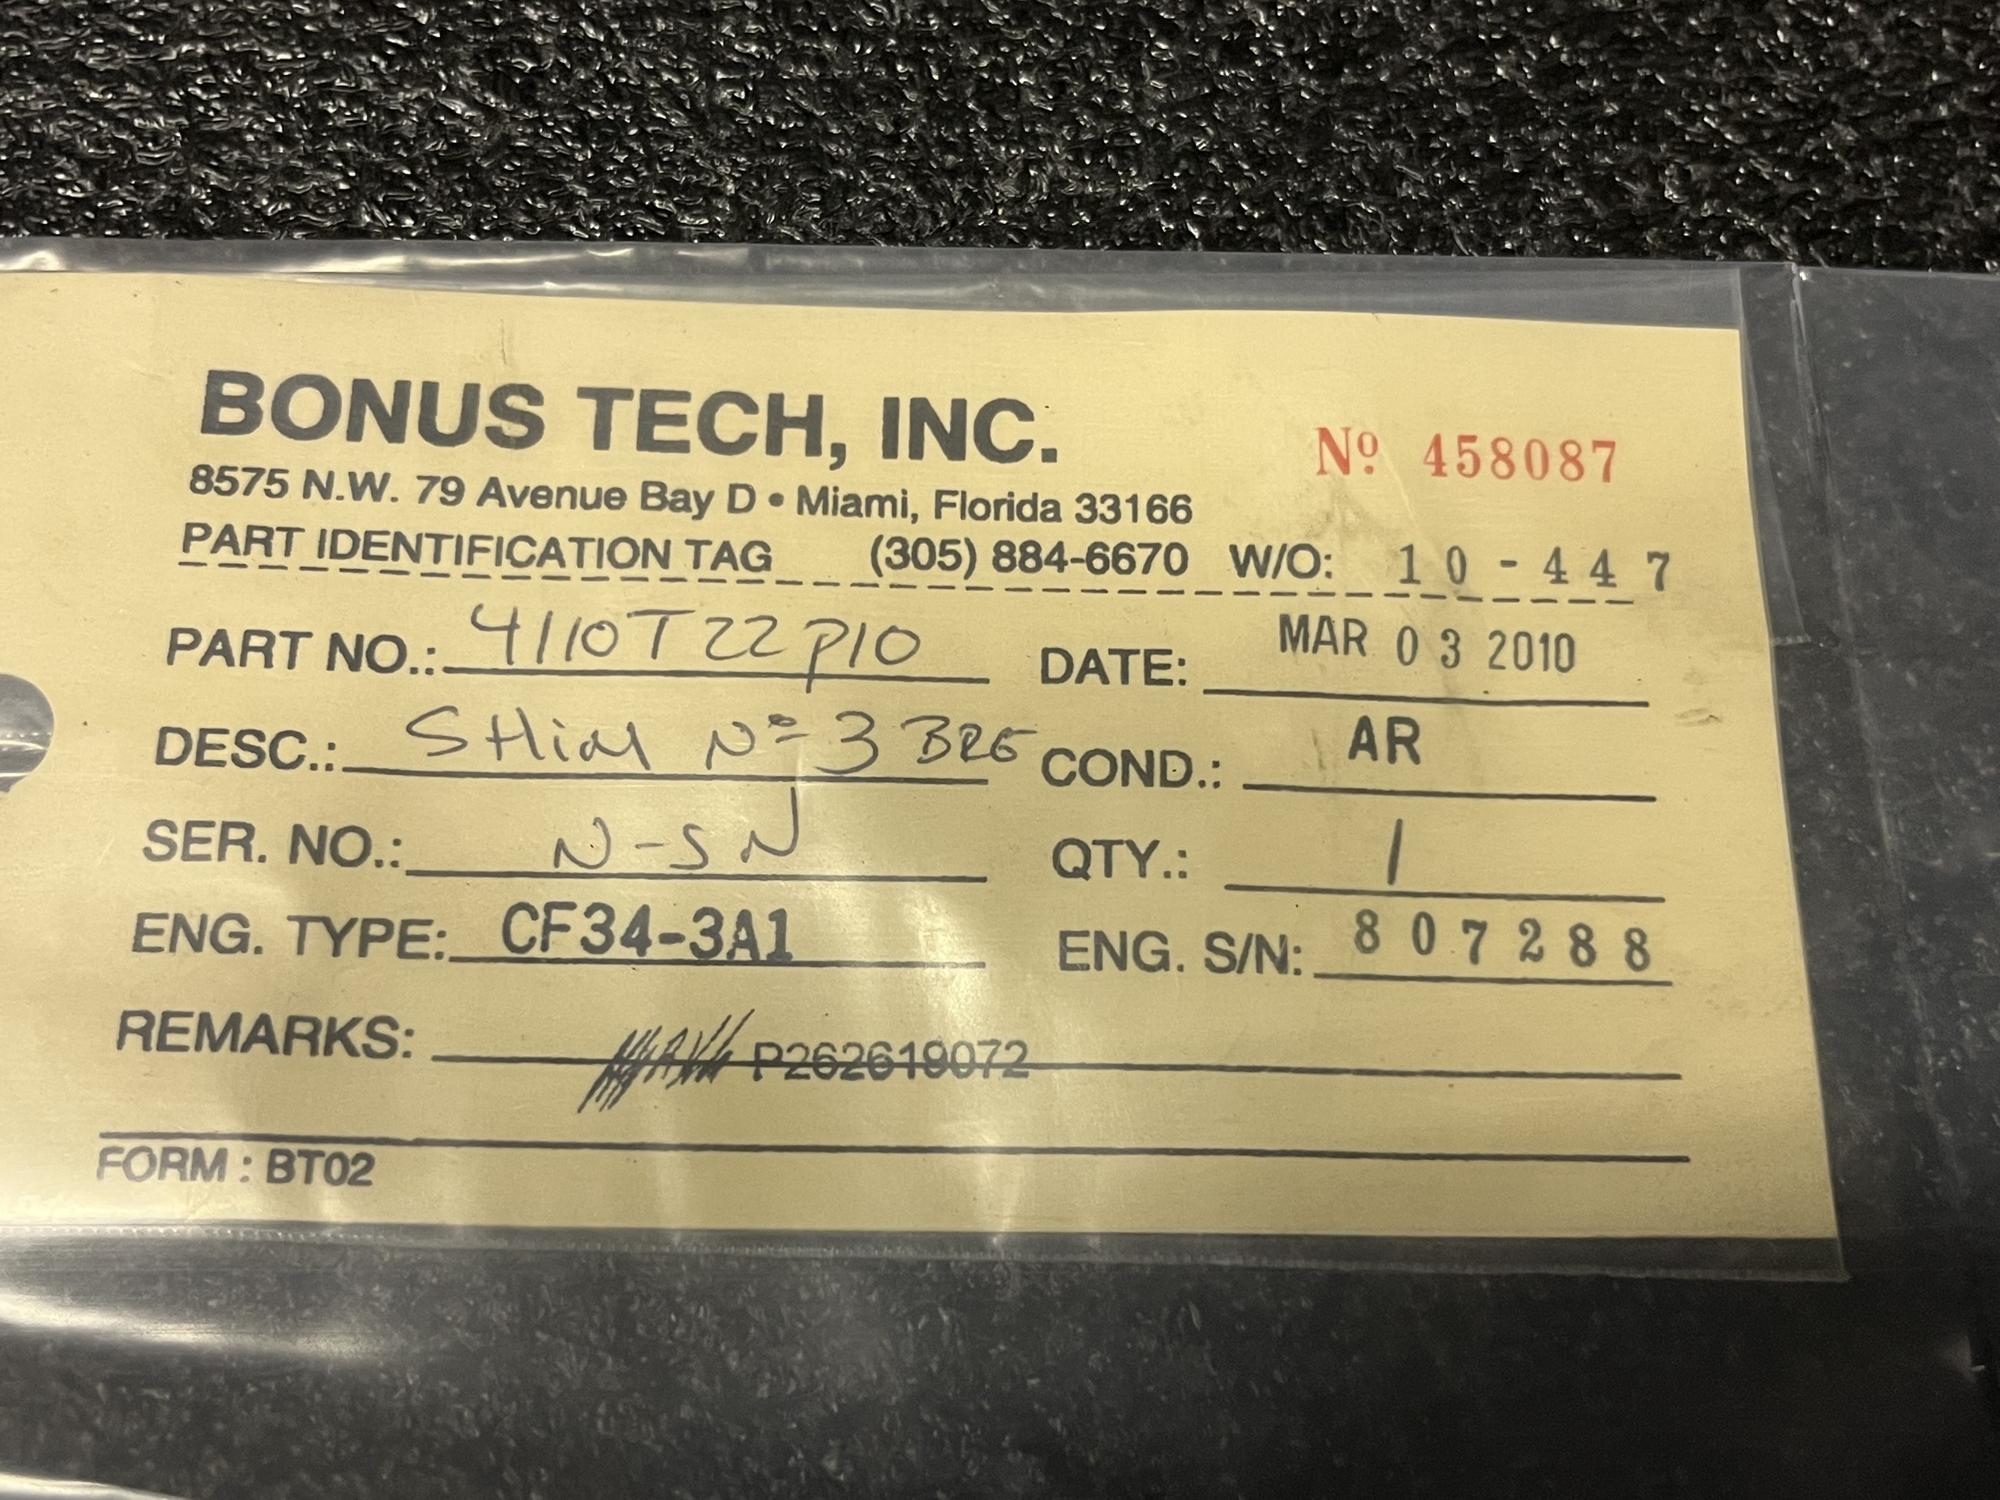 BONUS TECH, INC.
Nº 458087
8575 N.W. 79 Avenue Bay D • Miami, Florida 33166
PART IDENTIFICATION TAG (305) 884-6670 W/O: 10-447
PART NO.: 4110T22P10 DATE: MAR 03 2010
DESC.: SHIM Nº 3 BRG COND.: AR
SER. NO.: N-SN QTY.: 1
ENG. TYPE: CF34-3A1 ENG. S/N: 807288
REMARKS: P262619072
FORM : BT02